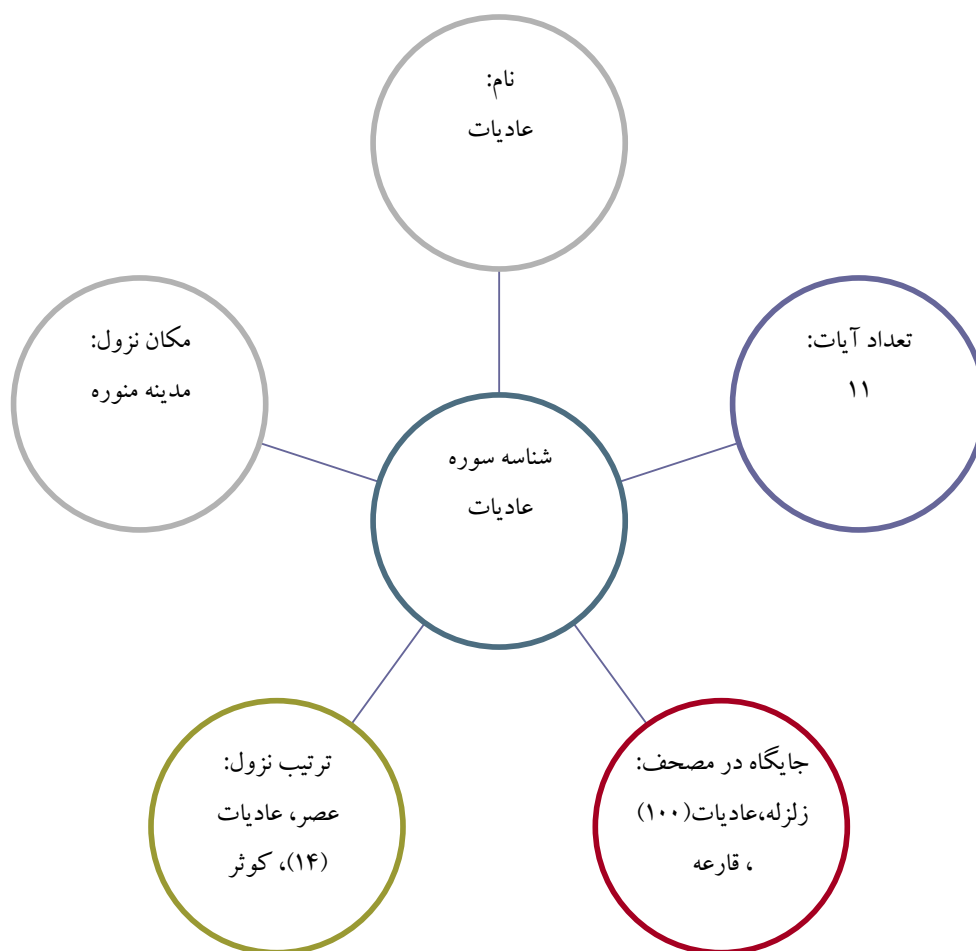 نام:
عادیات
تعداد آیات:
۱۱
مکان نزول:
مدینه منوره
شناسه سوره
عادیات
جایگاه در مصحف:
زلزله،عادیات(۱۰۰)
، قارعه
ترتیب نزول:
عصر، عادیات
(۱۴)، کوثر